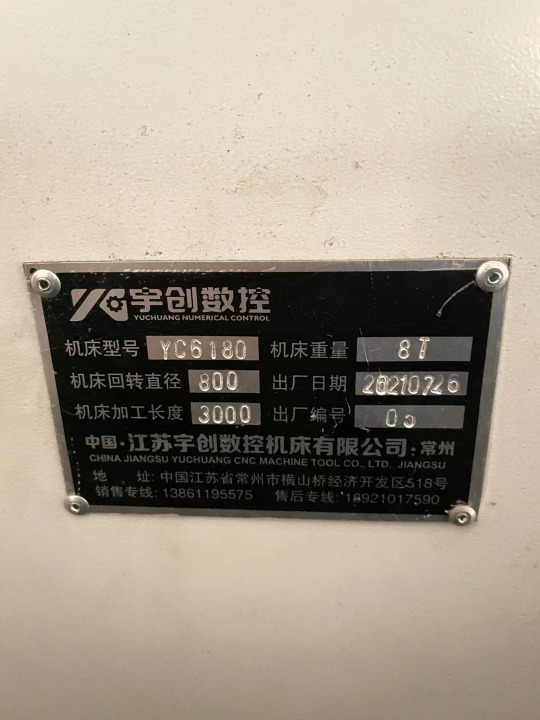 宇创数控
YUCHUANG NUMERICAL CONTROL
机床型号 YC6180 机床重量 8T
机床回转直径 800 出厂日期 20210726
机床加工长度 3000 出厂编号
中国·江苏宇创数控机床有限公司·常州
CHINA JIANGSU YUCHUANG CNC MACHINE TOOL CO., LTD. JIANGSU
地 址: 中国江苏省常州市横山桥经济开发区518号
销售专线: 13861195575 售后专线: 18921017590